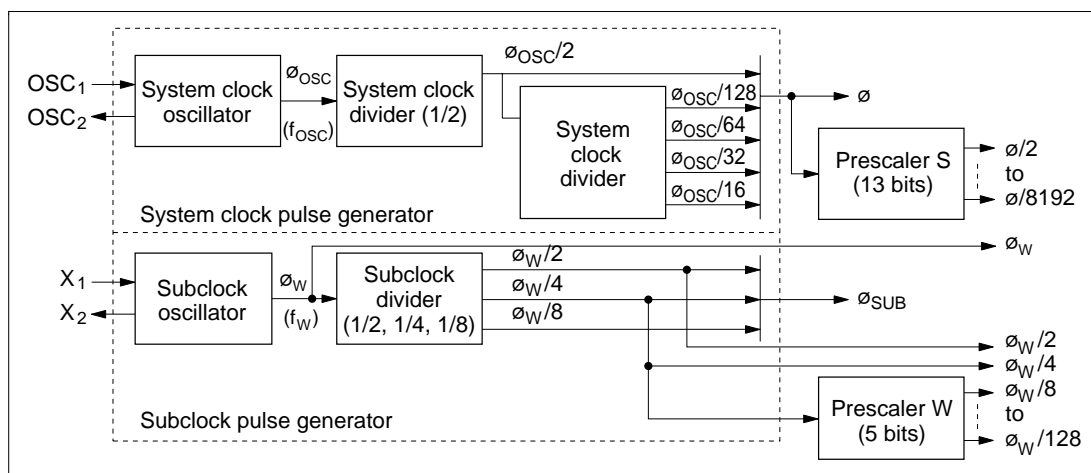 OSC1
OSC2
System clock
oscillator
øOSC
(fOSC)
System clock
divider (1/2)
øOSC/2
System
clock
divider
øOSC/128
øOSC/64
øOSC/32
øOSC/16
ø
Prescaler S
(13 bits)
ø/2
to
ø/8192
System clock pulse generator
X1
X2
Subclock
oscillator
øW
(fW)
Subclock
divider
(1/2, 1/4, 1/8)
øW/2
øW/4
øW/8
øW
øSUB
øW/2
øW/4
Prescaler W
(5 bits)
øW/8
to
øW/128
Subclock pulse generator